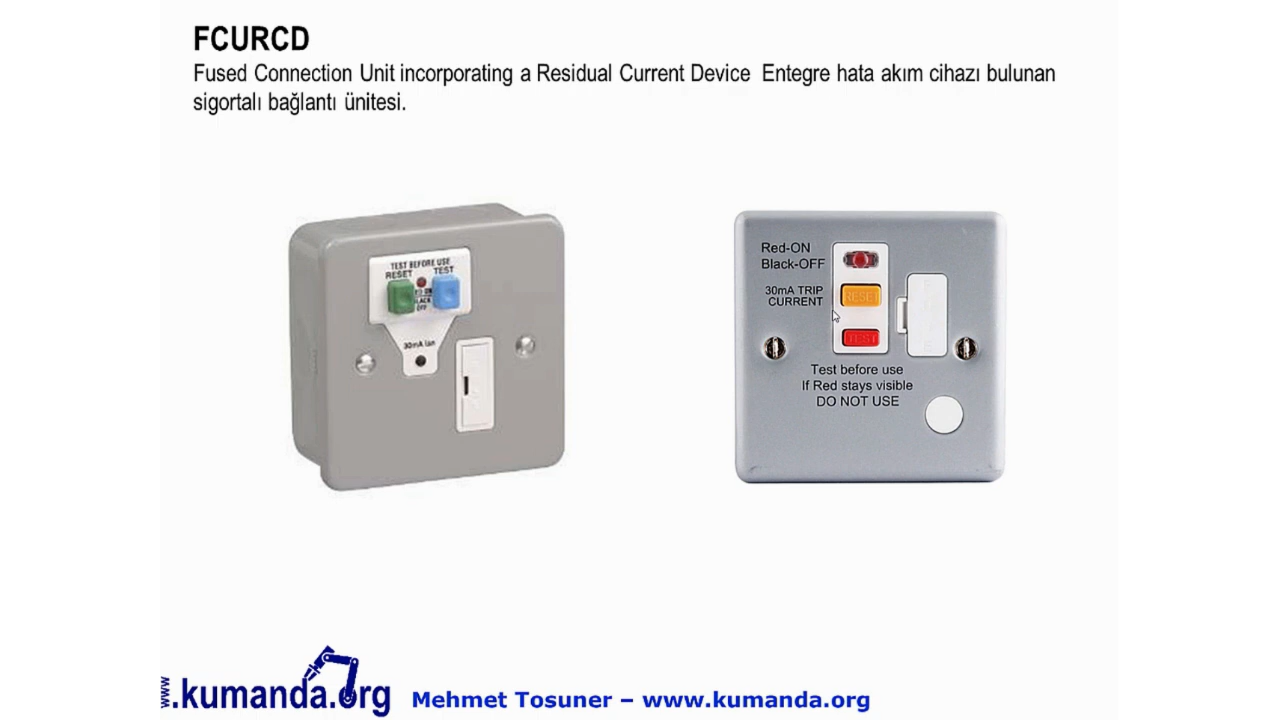 FCURCD
Fused Connection Unit incorporating a Residual Current Device Entegre hata akım cihazı bulunan
sigortalı bağlantı ünitesi.
TEST BEFORE USE
RESET TEST
BLACK
OFF
30mA
Red-ON
Black-OFF
30mA TRIP
CURRENT
RESET
TEST
Test before use
If Red stays visible
DO NOT USE
www.kumanda.org
Mehmet Tosuner – www.kumanda.org